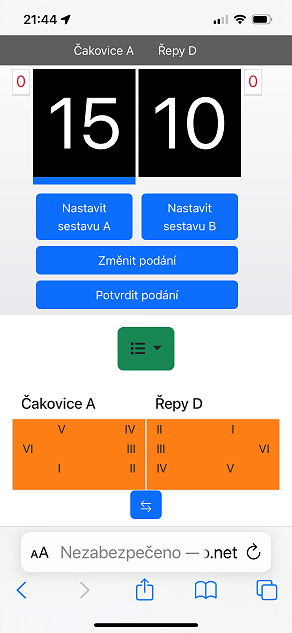 21:44
Čakovice A Řepy D
0 15 10 0
Nastavit sestavu A
Nastavit sestavu B
Změnit podání
Potvrdit podání
Čakovice A Řepy D
V IV II I
VI III III VI
I II IV V
AA Nezabezpečeno — o.net